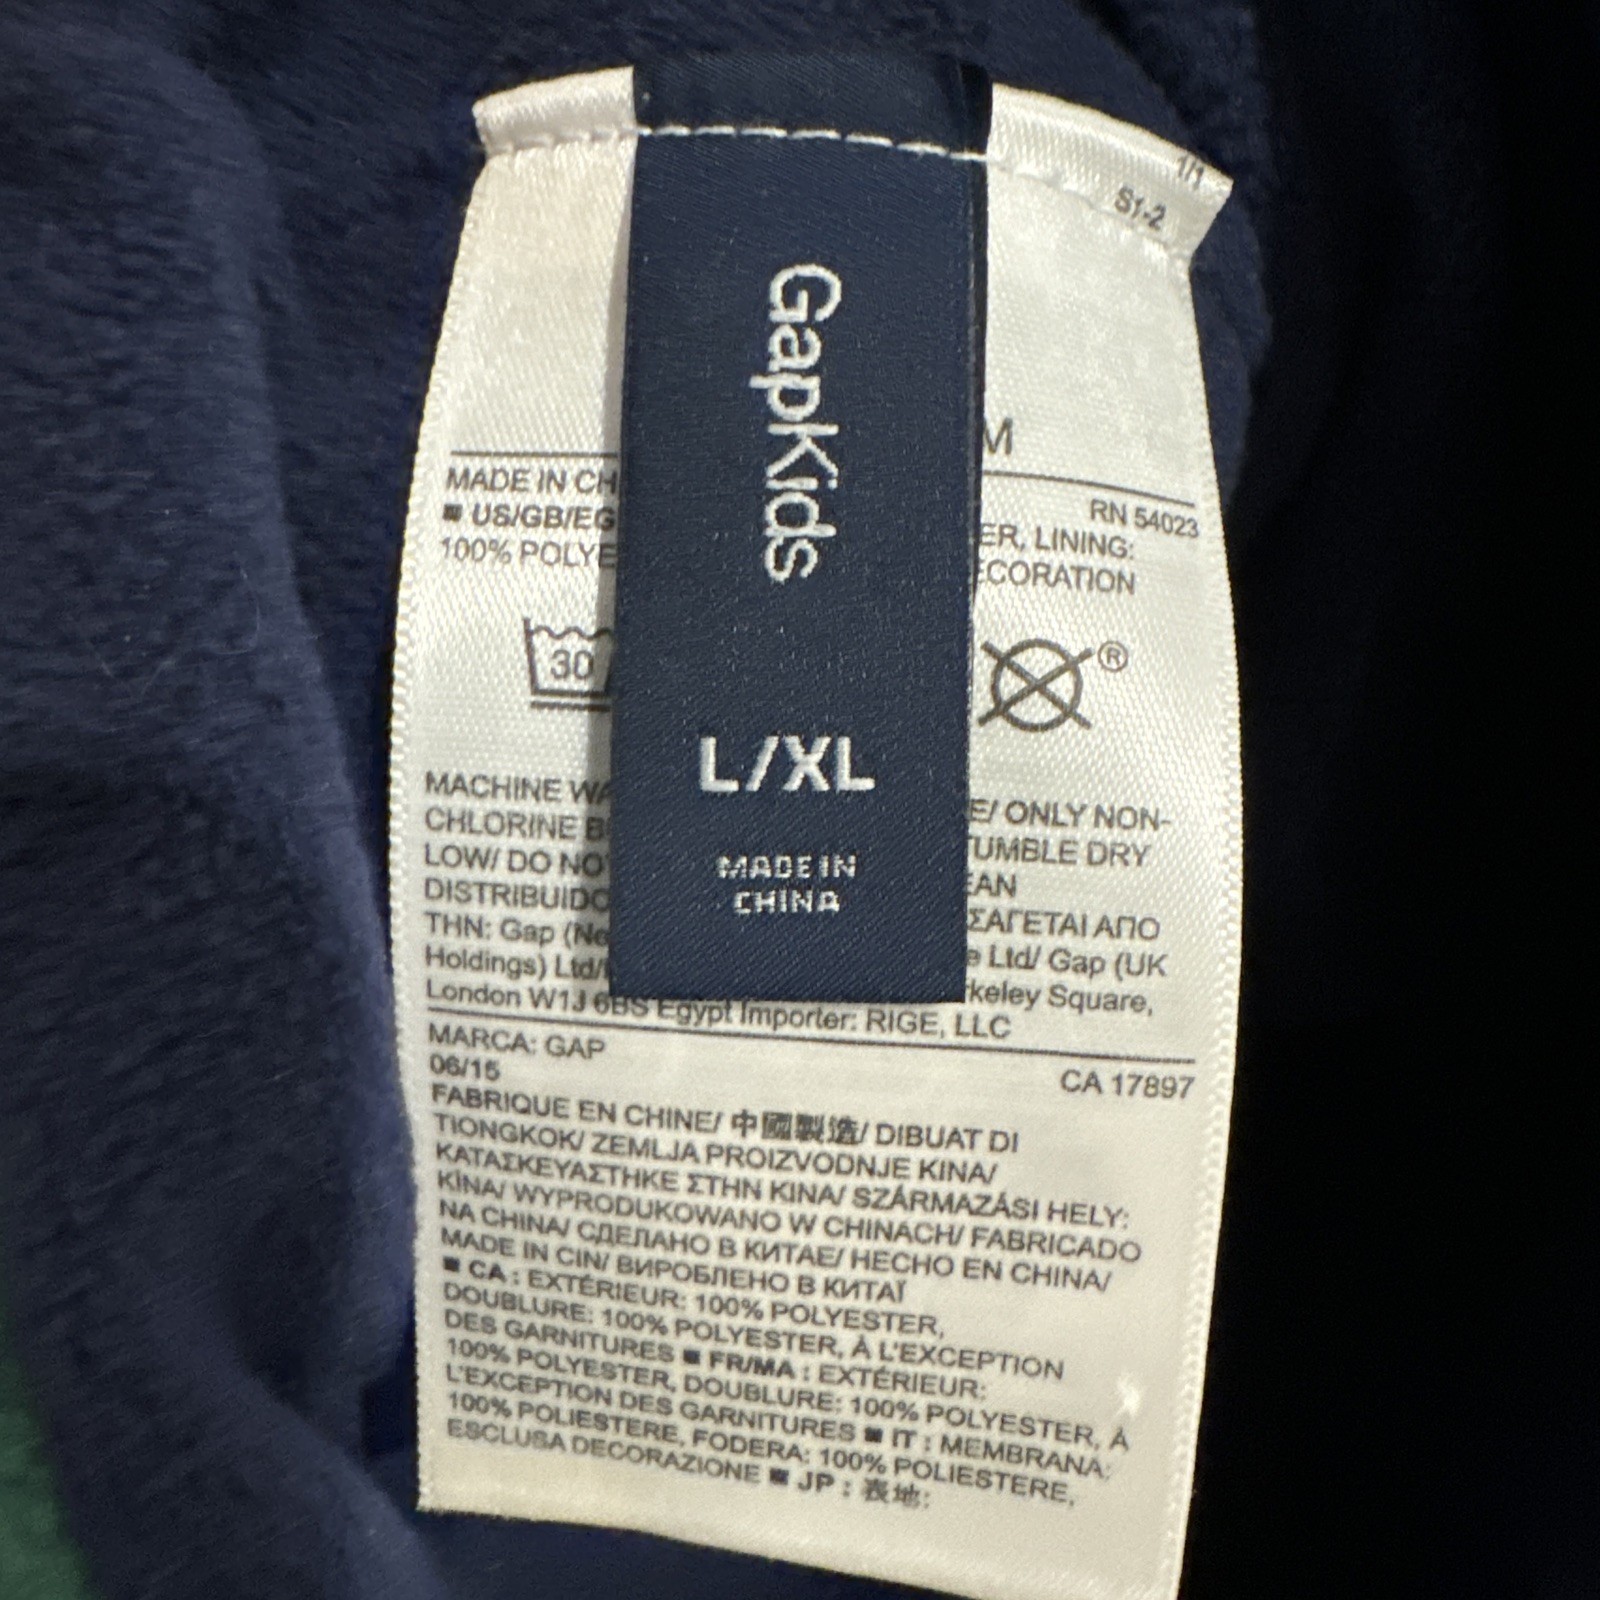 1/1
S1-2
GapKids
L/XL
MADE IN
CHINA
M
MADE IN CH
RN 54023
US/GB/EG
ER, LINING:
100% POLYE
ECORATION
30
®
MACHINE WA
E/ ONLY NON-
CHLORINE B
TUMBLE DRY
LOW/ DO NO
EAN
DISTRIBUIDO
ΣΑΓΕΤΑΙ ΑΠΟ
THN: Gap (Ne
e Ltd/ Gap (UK
Holdings) Ltd/
rkeley Square,
London W1J 6BS Egypt Importer: RIGE, LLC
MARCA: GAP
06/15
CA 17897
FABRIQUE EN CHINE/ 中國製造/ DIBUAT DI
TIONGKOK/ ZEMLJA PROIZVODNJE KINA/
ΚΑΤΑΣΚΕΥΑΣΤΗΚΕ ΣΤΗΝ ΚΙΝΑ/ SZÁRMAZÁSI HELY:
KÍNA/ WYPRODUKOWANO W CHINACH/ FABRICADO
NA CHINA/ СДЕЛАНО В КИТАЕ/ HECHO EN CHINA/
MADE IN CIN/ ВИРОБЛЕНО В КИТАЇ
■ CA : EXTÉRIEUR: 100% POLYESTER,
DOUBLURE: 100% POLYESTER, À L'EXCEPTION
DES GARNITURES ■ FR/MA : EXTÉRIEUR:
100% POLYESTER, DOUBLURE: 100% POLYESTER, À
L'EXCEPTION DES GARNITURES ■ IT : MEMBRANA:
100% POLIESTERE, FODERA: 100% POLIESTERE,
ESCLUSA DECORAZIONE ■ JP : 表地: